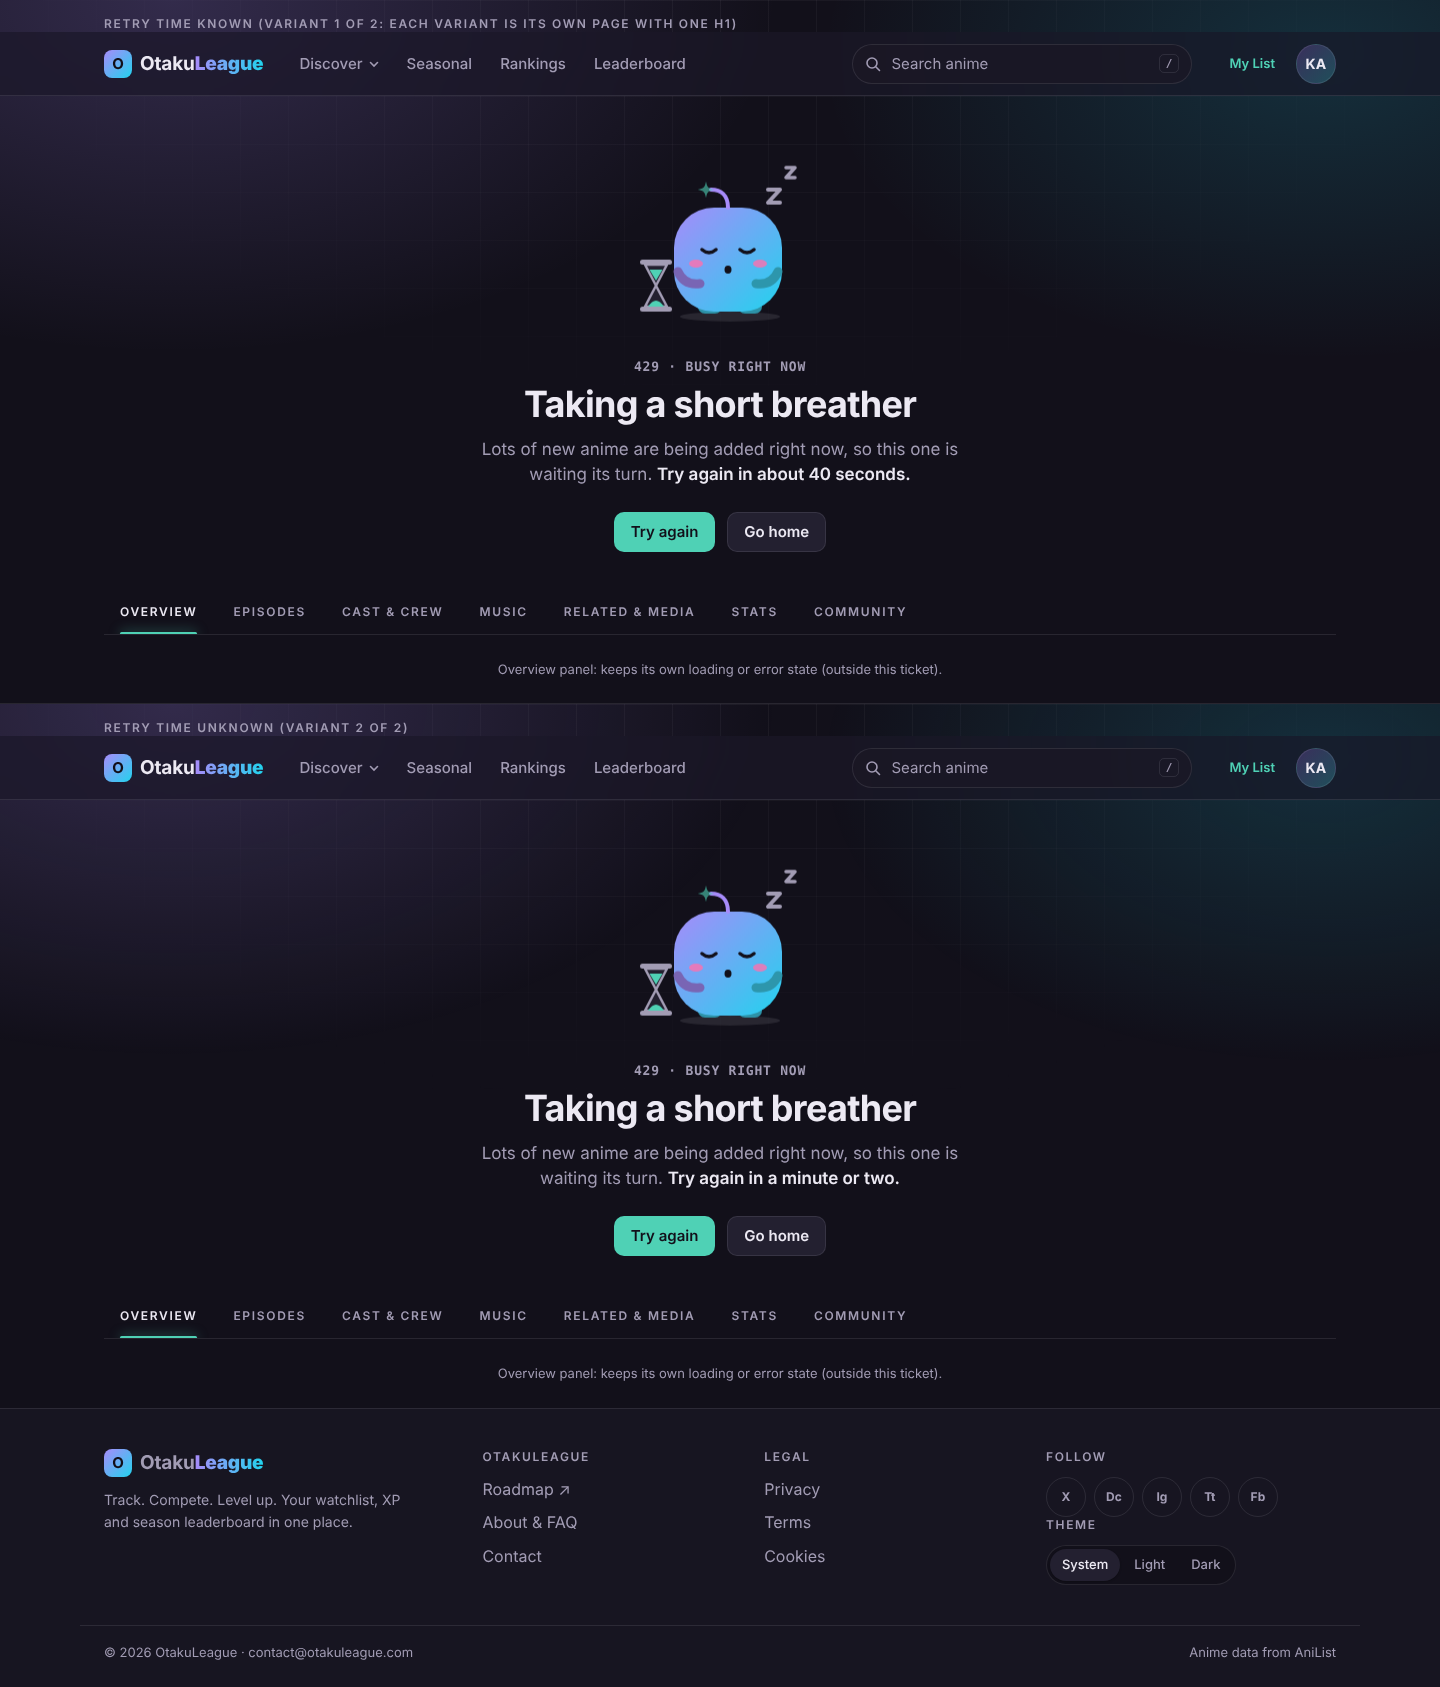 RETRY TIME KNOWN (VARIANT 1 OF 2: EACH VARIANT IS ITS OWN PAGE WITH ONE H1)
O OtakuLeague Discover Seasonal Rankings Leaderboard Search anime / My List KA
z
z
429 · BUSY RIGHT NOW
Taking a short breather
Lots of new anime are being added right now, so this one is
waiting its turn. Try again in about 40 seconds.
Try again Go home
OVERVIEW EPISODES CAST & CREW MUSIC RELATED & MEDIA STATS COMMUNITY
Overview panel: keeps its own loading or error state (outside this ticket).
RETRY TIME UNKNOWN (VARIANT 2 OF 2)
O OtakuLeague Discover Seasonal Rankings Leaderboard Search anime / My List KA
z
z
429 · BUSY RIGHT NOW
Taking a short breather
Lots of new anime are being added right now, so this one is
waiting its turn. Try again in a minute or two.
Try again Go home
OVERVIEW EPISODES CAST & CREW MUSIC RELATED & MEDIA STATS COMMUNITY
Overview panel: keeps its own loading or error state (outside this ticket).
O OtakuLeague
Track. Compete. Level up. Your watchlist, XP
and season leaderboard in one place.
OTAKULEAGUE
Roadmap ↗
About & FAQ
Contact
LEGAL
Privacy
Terms
Cookies
FOLLOW
X Dc Ig Tt Fb
THEME
System Light Dark
© 2026 OtakuLeague · contact@otakuleague.com
Anime data from AniList